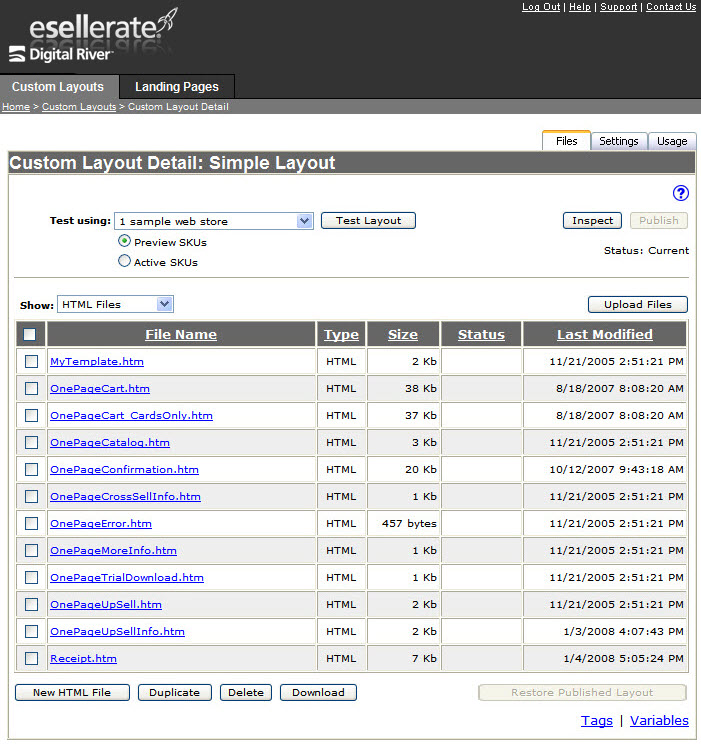 Log Out | Help | Support | Contact Us
esellerate
Digital River
Custom Layouts Landing Pages
Home > Custom Layouts > Custom Layout Detail
Files Settings Usage
Custom Layout Detail: Simple Layout
?
Test using: 1 sample web store Test Layout Inspect Publish
Preview SKUs
Status: Current
Active SKUs
Show: HTML Files Upload Files
File Name Type Size Status Last Modified
MyTemplate.htm HTML 2 Kb 11/21/2005 2:51:21 PM
OnePageCart.htm HTML 38 Kb 8/18/2007 8:08:20 AM
OnePageCart_CardsOnly.htm HTML 37 Kb 8/18/2007 8:08:20 AM
OnePageCatalog.htm HTML 3 Kb 11/21/2005 2:51:21 PM
OnePageConfirmation.htm HTML 20 Kb 10/12/2007 9:43:18 AM
OnePageCrossSellInfo.htm HTML 1 Kb 11/21/2005 2:51:21 PM
OnePageError.htm HTML 457 bytes 11/21/2005 2:51:21 PM
OnePageMoreInfo.htm HTML 1 Kb 11/21/2005 2:51:21 PM
OnePageTrialDownload.htm HTML 1 Kb 11/21/2005 2:51:21 PM
OnePageUpSell.htm HTML 2 Kb 11/21/2005 2:51:21 PM
OnePageUpSellInfo.htm HTML 2 Kb 1/3/2008 4:07:43 PM
Receipt.htm HTML 7 Kb 1/4/2008 5:05:24 PM
New HTML File Duplicate Delete Download Restore Published Layout
Tags | Variables